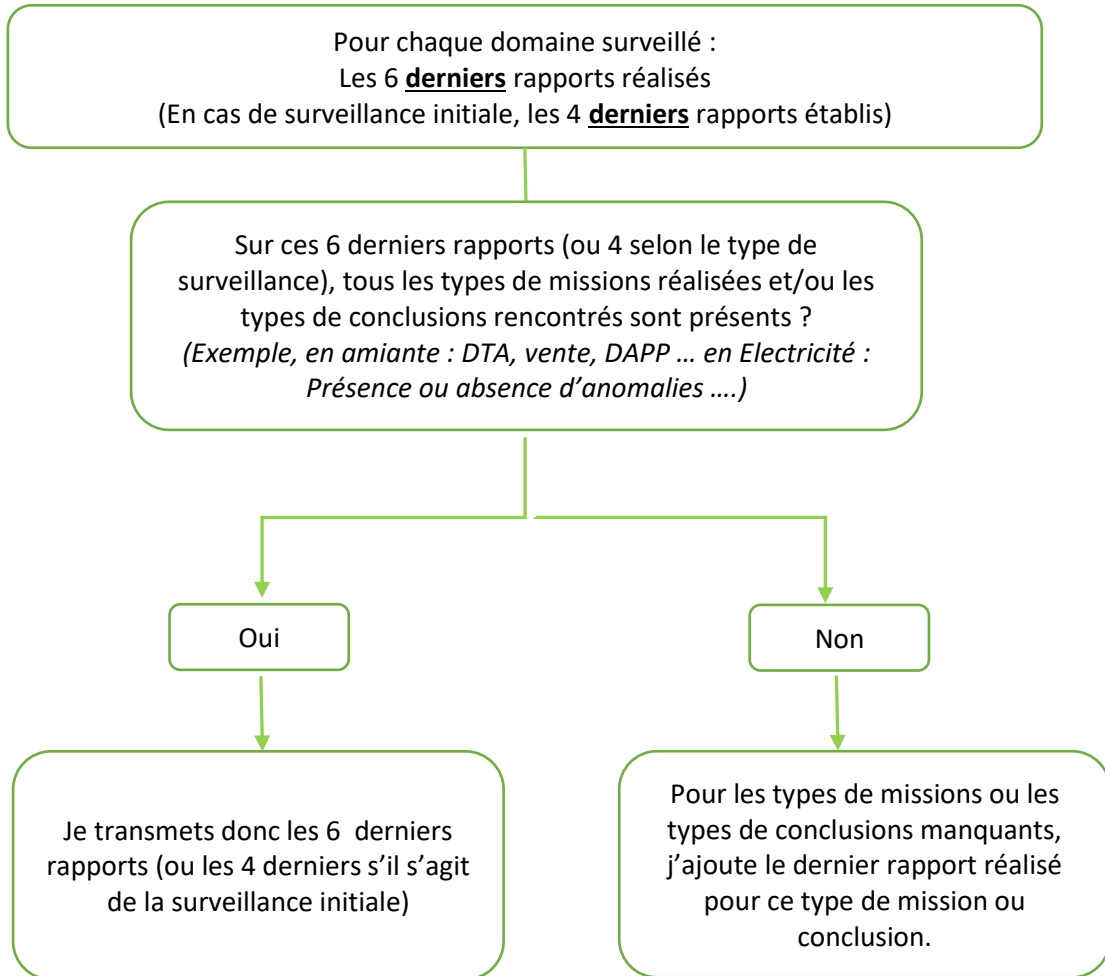 Pour chaque domaine surveillé :
Les 6 derniers rapports réalisés
(En cas de surveillance initiale, les 4 derniers rapports établis)
Sur ces 6 derniers rapports (ou 4 selon le type de
surveillance), tous les types de missions réalisées et/ou les
types de conclusions rencontrés sont présents ?
(Exemple, en amiante : DTA, vente, DAPP ... en Electricité :
Présence ou absence d'anomalies ....)
Oui
Non
Je transmets donc les 6  derniers
rapports (ou les 4 derniers s'il s'agit
de la surveillance initiale)
Pour les types de missions ou les
types de conclusions manquants,
j'ajoute le dernier rapport réalisé
pour ce type de mission ou
conclusion.